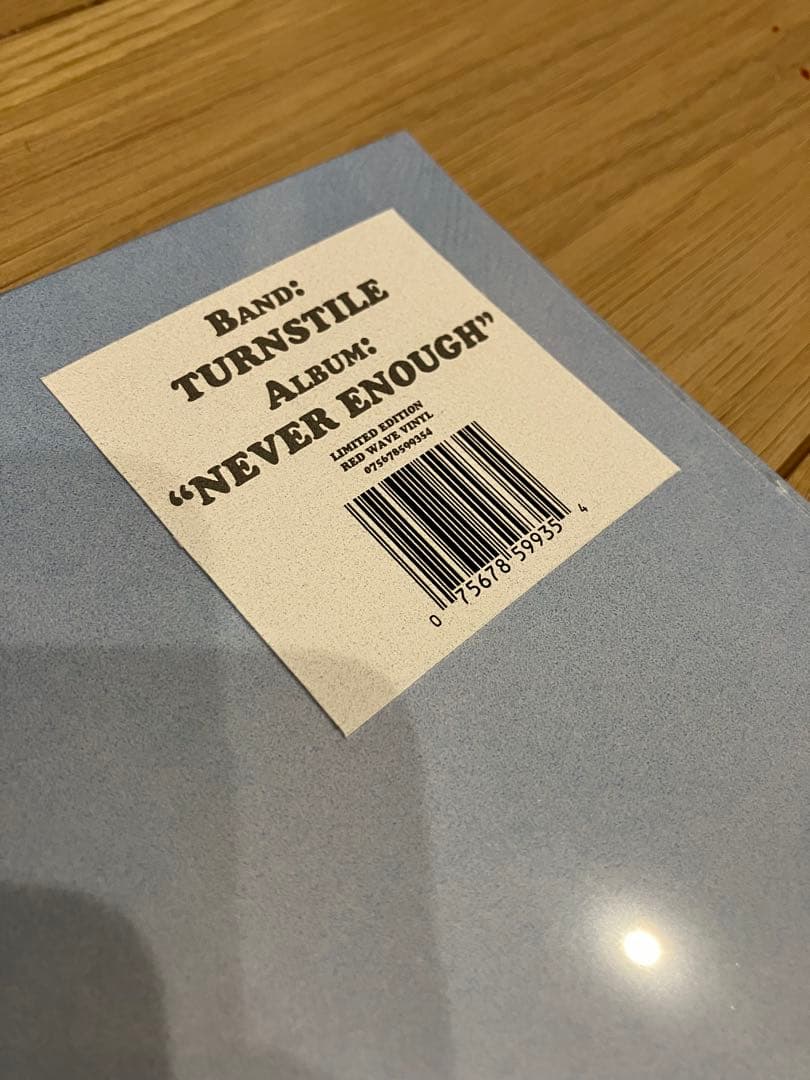 BAND:
TURNSTILE
ALBUM:
“NEVER ENOUGH”
LIMITED EDITION
RED WAVE VINYL
075678599354
0 75678 59935 4